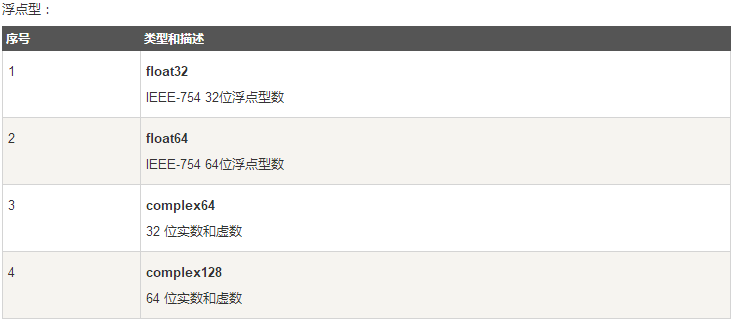 浮点型：
序号 类型和描述
1 float32
IEEE-754 32位浮点型数
2 float64
IEEE-754 64位浮点型数
3 complex64
32 位实数和虚数
4 complex128
64 位实数和虚数